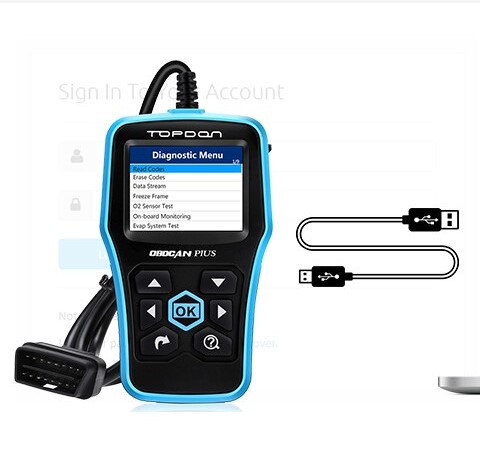 Sign In To Your Account
TOPDON
Diagnostic Menu
1/9
Read Codes
Erase Codes
Data Stream
Freeze Frame
O2 Sensor Test
On-board Monitoring
Evap System Test
OBDCAN PlUS
OK
?